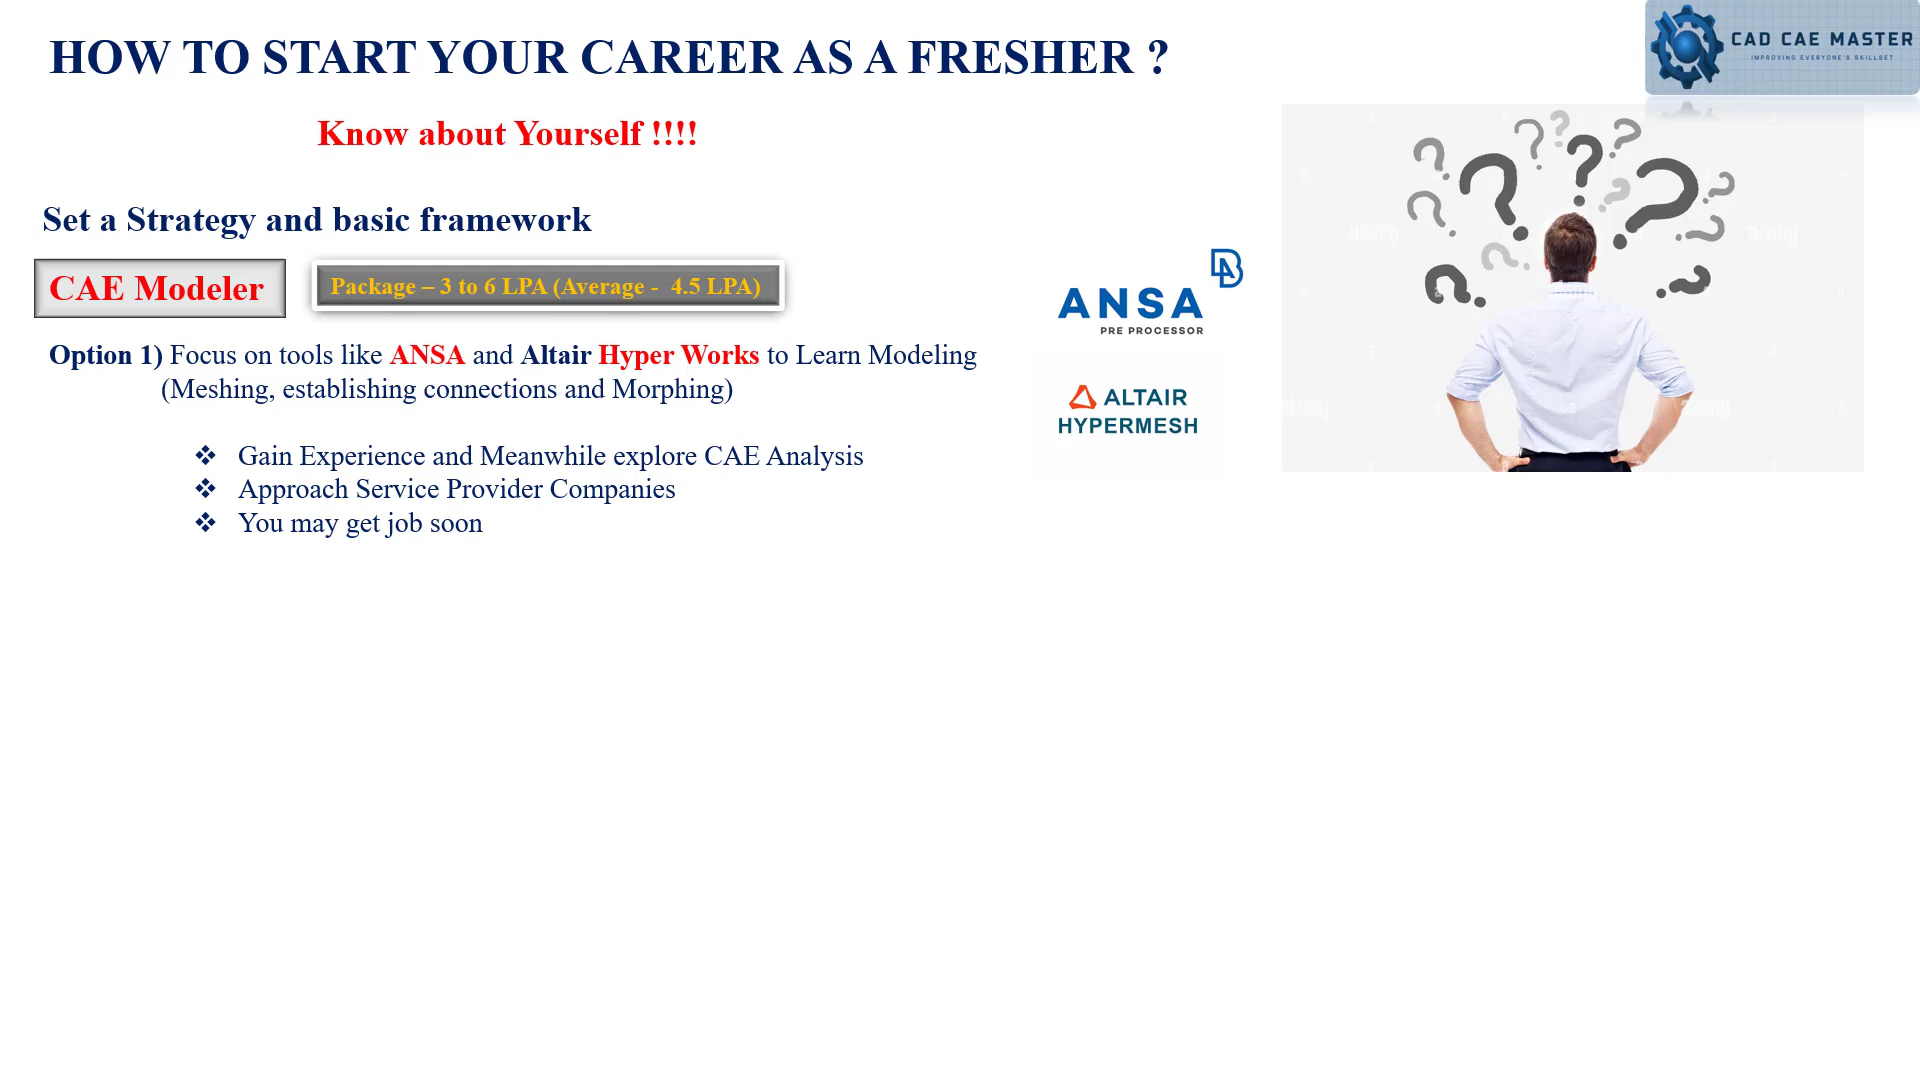 HOW TO START YOUR CAREER AS A FRESHER ?
CAD CAE MASTER
IMPROVING EVERYONE'S SKILLSET
Know about Yourself !!!!
Set a Strategy and basic framework
CAE Modeler
Package – 3 to 6 LPA (Average -  4.5 LPA)
ANSA
PRE PROCESSOR
Option 1) Focus on tools like ANSA and Altair Hyper Works to Learn Modeling
(Meshing, establishing connections and Morphing)
ALTAIR
HYPERMESH
❖ Gain Experience and Meanwhile explore CAE Analysis
❖ Approach Service Provider Companies
❖ You may get job soon